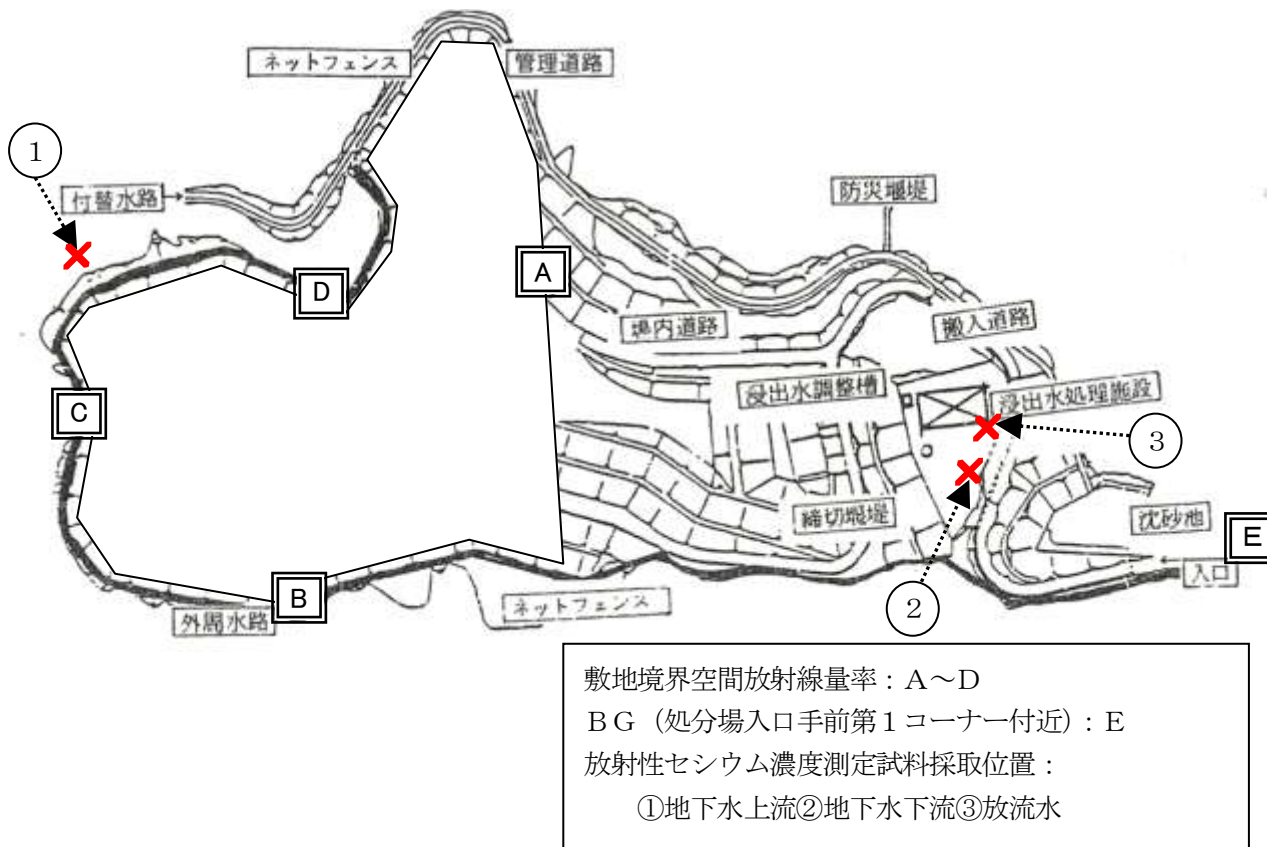 ネットフェンス
管理道路
1
付替水路
防災堰堤
D
A
場内道路
搬入道路
C
浸出水調整槽
浸出水処理施設
3
締切堰堤
沈砂池
E
入口
B
ネットフェンス
2
外周水路
敷地境界空間放射線量率：A～D
BG（処分場入口手前第1コーナー付近）：E
放射性セシウム濃度測定試料採取位置：
①地下水上流②地下水下流③放流水